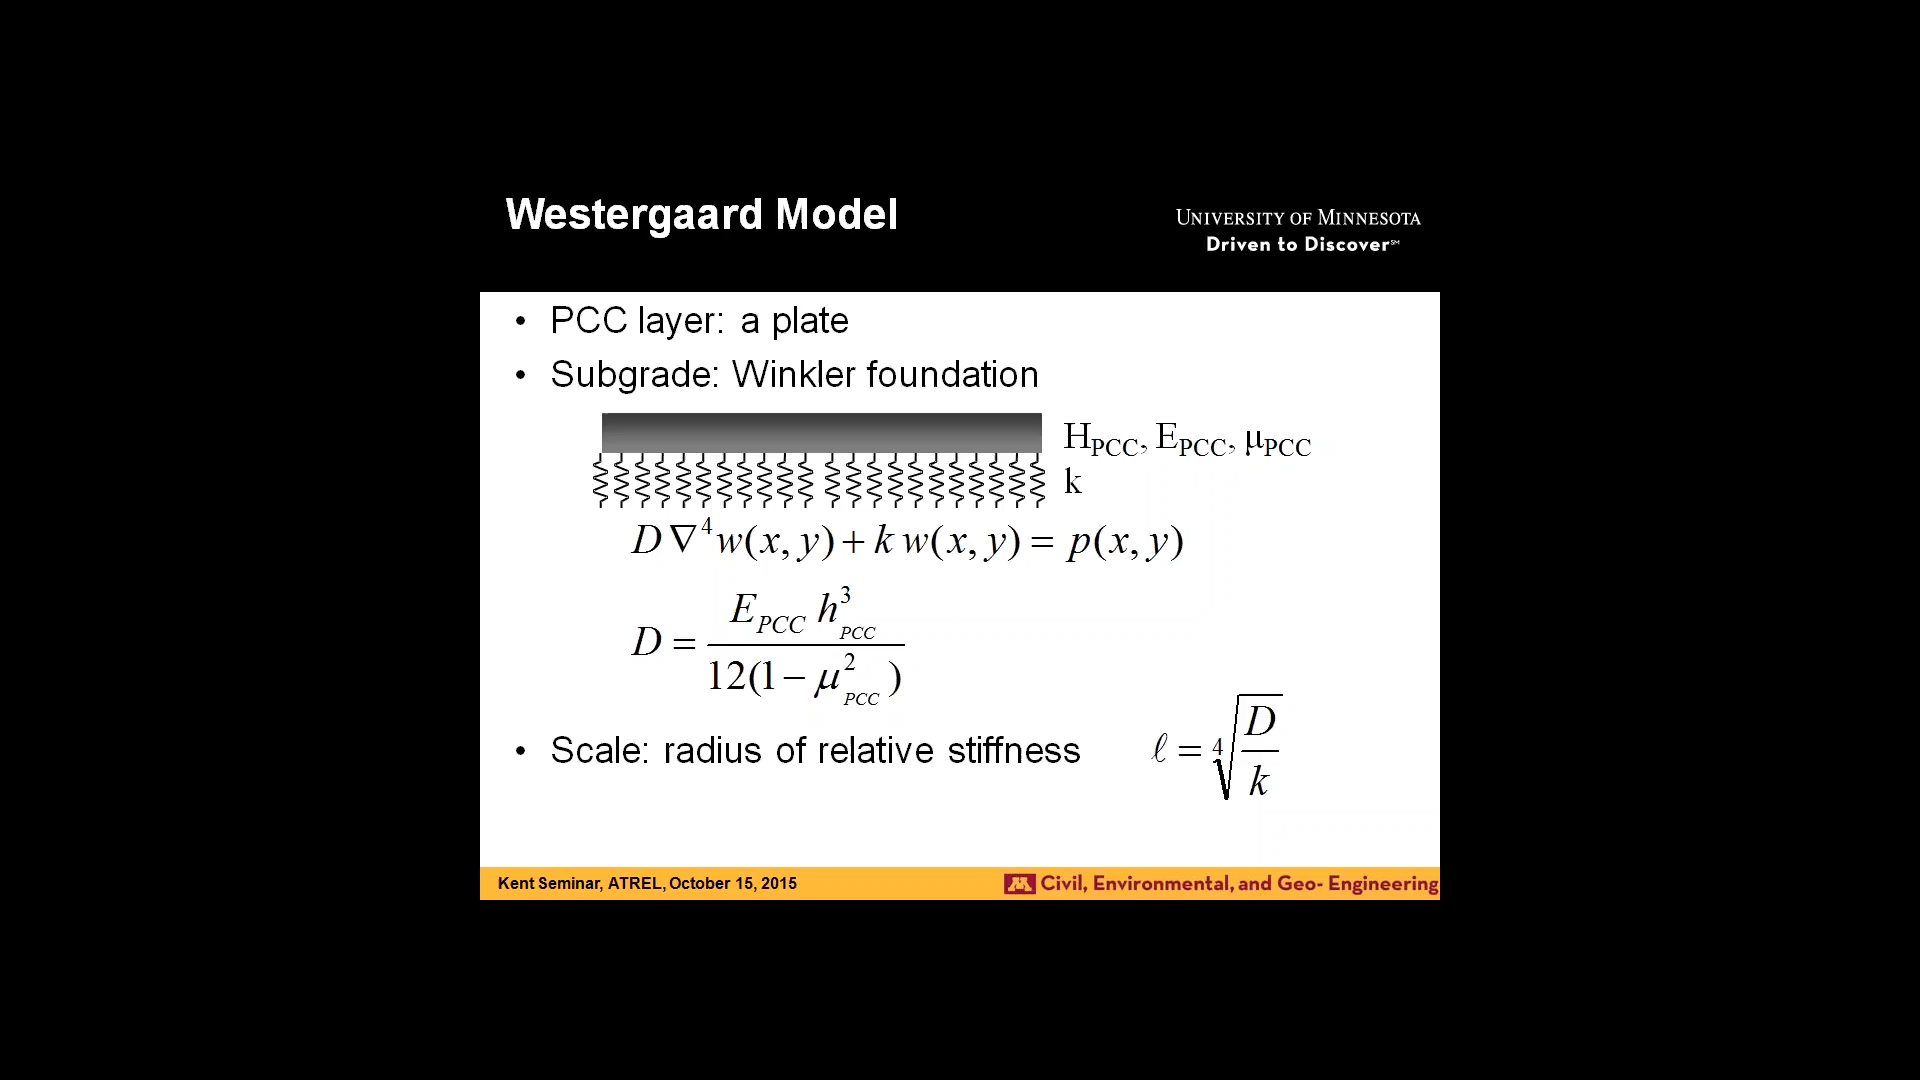 Westergaard Model
UNIVERSITY OF MINNESOTA
Driven to Discover℠
• PCC layer: a plate
• Subgrade: Winkler foundation
H_PCC, E_PCC, μ_PCC
k
D∇⁴w(x, y) + k w(x, y) = p(x, y)
D = E_PCC h³_PCC / 12(1 − μ²_PCC)
• Scale: radius of relative stiffness ℓ = ⁴√(D/k)
Kent Seminar, ATREL, October 15, 2015
M Civil, Environmental, and Geo- Engineering